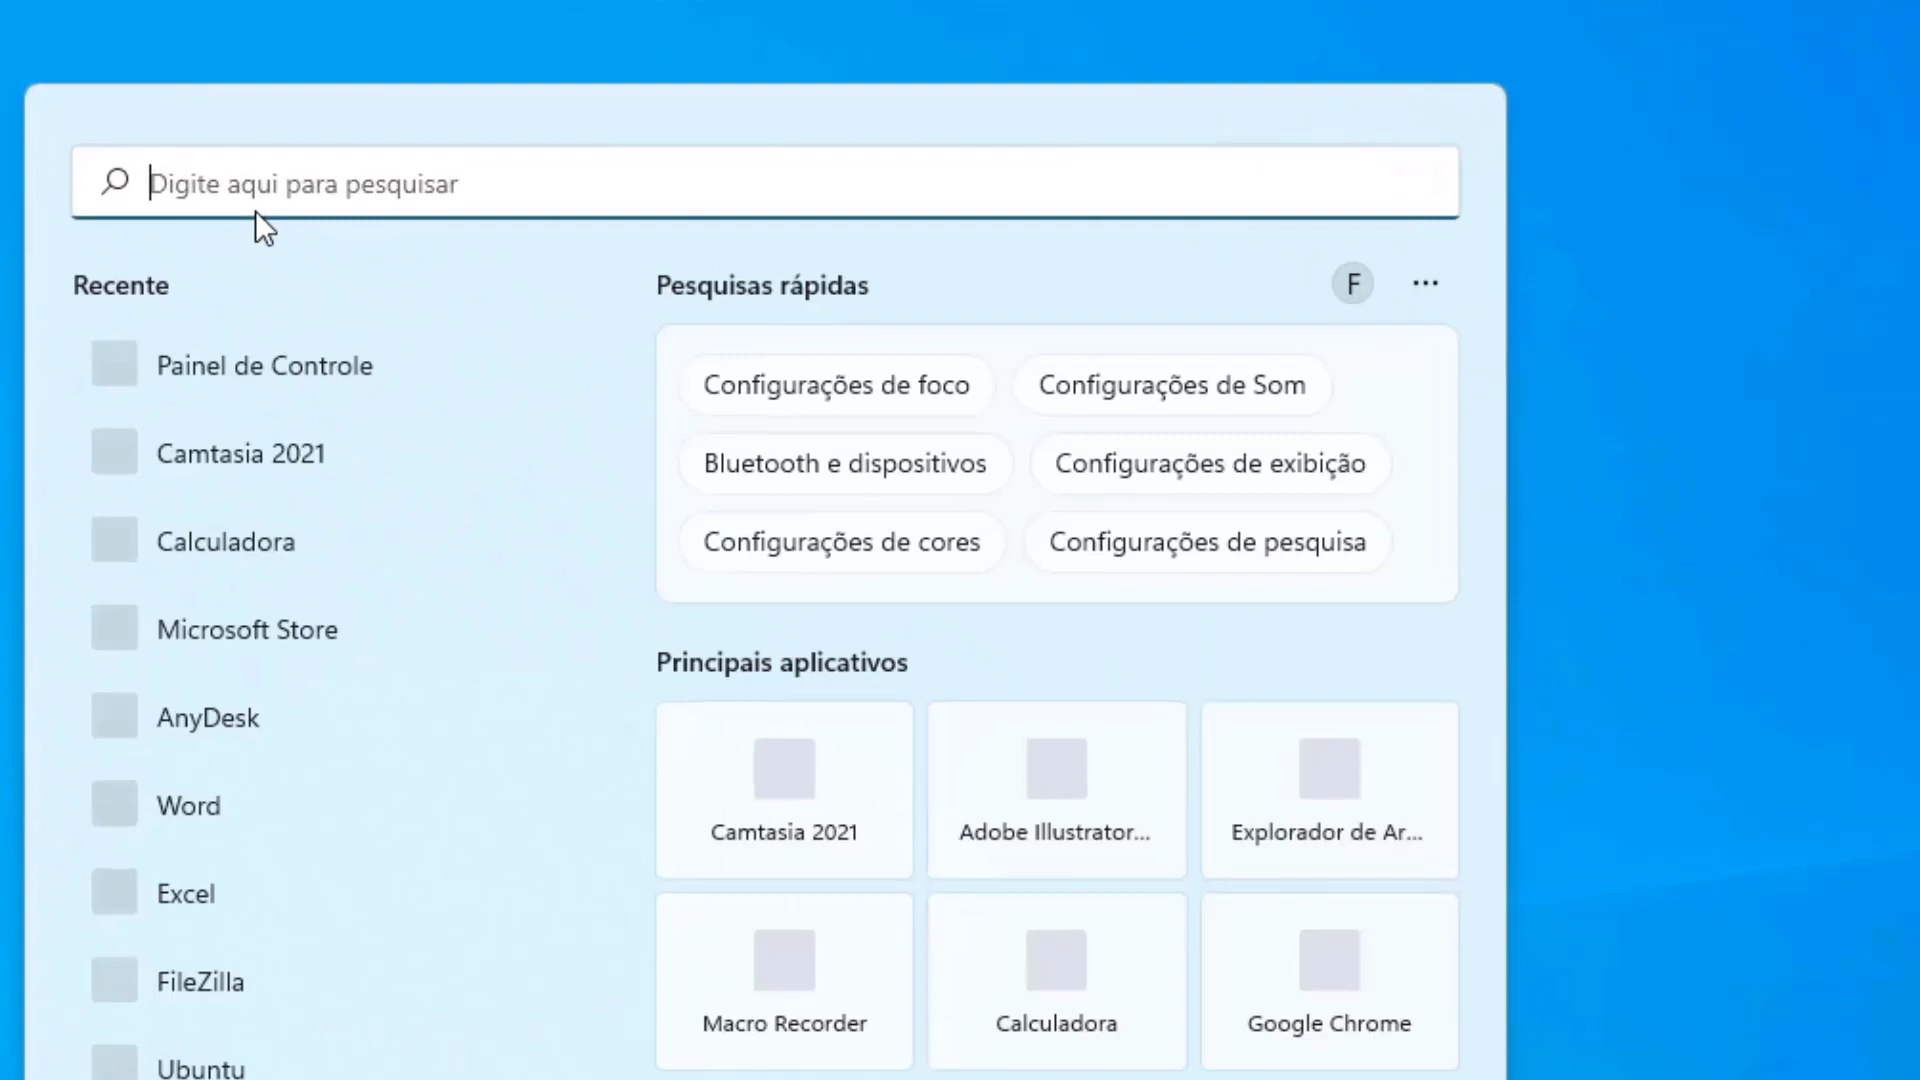 Digite aqui para pesquisar
Recente
Painel de Controle
Camtasia 2021
Calculadora
Microsoft Store
AnyDesk
Word
Excel
FileZilla
Ubuntu
Pesquisas rápidas
F
Configurações de foco
Configurações de Som
Bluetooth e dispositivos
Configurações de exibição
Configurações de cores
Configurações de pesquisa
Principais aplicativos
Camtasia 2021
Adobe Illustrator...
Explorador de Ar...
Macro Recorder
Calculadora
Google Chrome